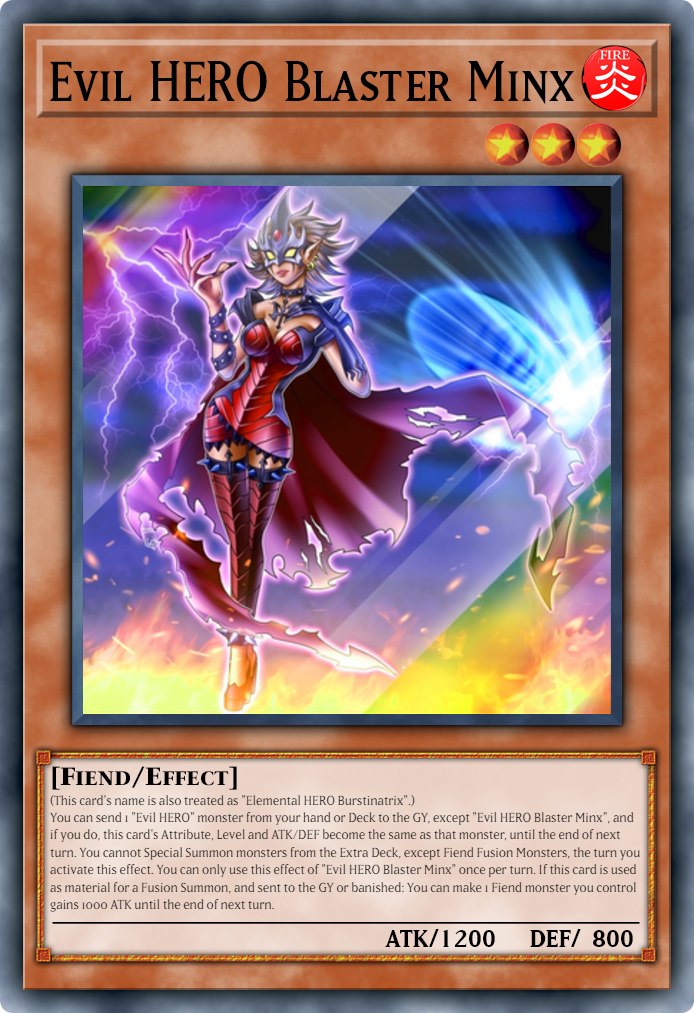 Evil HERO Blaster Minx
FIRE
炎
[Fiend/Effect]
(This card's name is also treated as "Elemental HERO Burstinatrix".)
You can send 1 "Evil HERO" monster from your hand or Deck to the GY, except "Evil HERO Blaster Minx", and
if you do, this card's Attribute, Level and ATK/DEF become the same as that monster, until the end of next
turn. You cannot Special Summon monsters from the Extra Deck, except Fiend Fusion Monsters, the turn you
activate this effect. You can only use this effect of "Evil HERO Blaster Minx" once per turn. If this card is used
as material for a Fusion Summon, and sent to the GY or banished: You can make 1 Fiend monster you control
gains 1000 ATK until the end of next turn.
ATK/1200 DEF/ 800